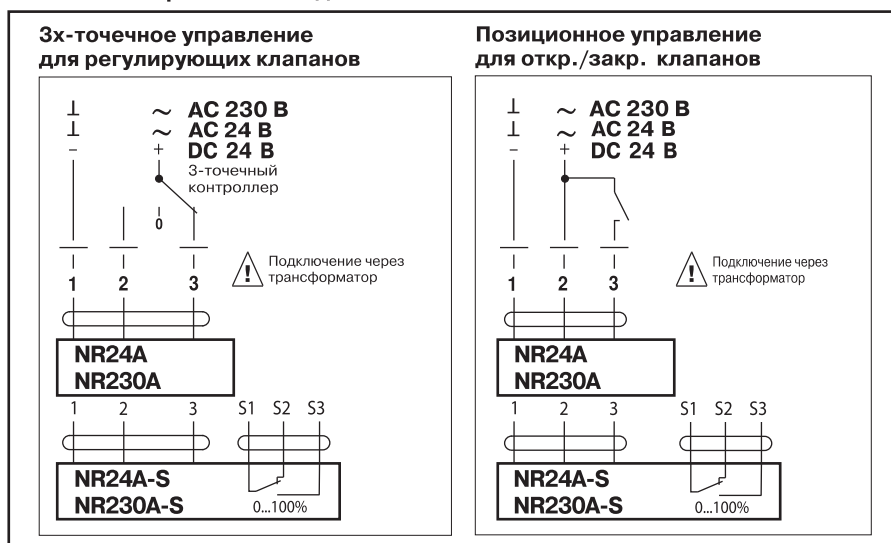 3х-точечное управление
для регулирующих клапанов
⊥ ~ AC 230 В
⊥ ~ AC 24 В
- + DC 24 В
3-точечный
контроллер
0
Подключение через
трансформатор
1 2 3
NR24A
NR230A
1 2 3 S1 S2 S3
NR24A-S
NR230A-S
0...100%
Позиционное управление
для откр./закр. клапанов
⊥ ~ AC 230 В
⊥ ~ AC 24 В
- + DC 24 В
Подключение через
трансформатор
1 2 3
NR24A
NR230A
1 2 3 S1 S2 S3
NR24A-S
NR230A-S
0...100%